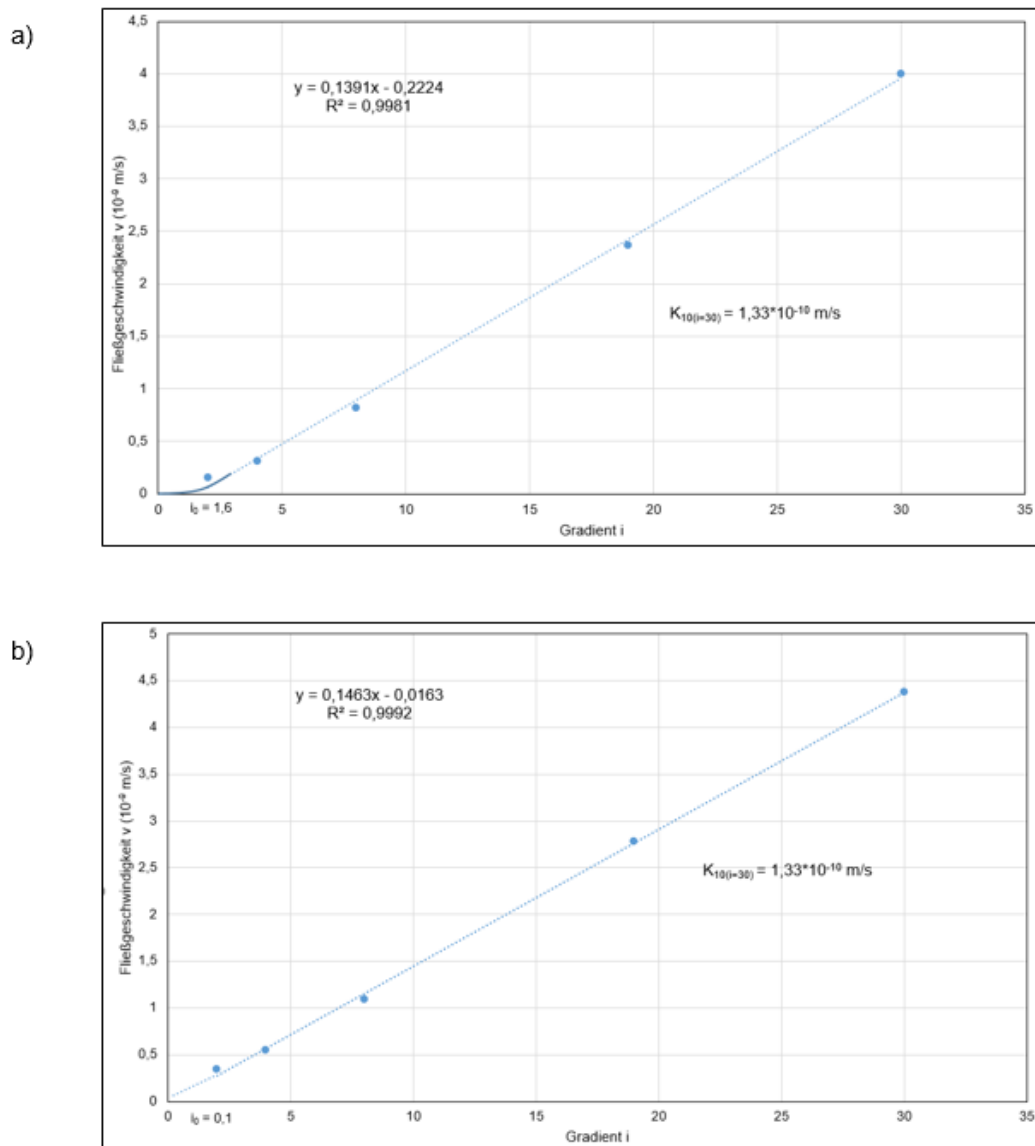 a)
4,5
4
3,5
3
2,5
2
1,5
1
0,5
0
Fließgeschwindigkeit v (10⁻⁹ m/s)
y = 0,1391x - 0,2224
R² = 0,9981
K₁₀₍ᵢ₌₃₀₎ = 1,33*10⁻¹⁰ m/s
0 5 10 15 20 25 30 35
i₀ = 1,6
Gradient i
b)
5
4,5
4
3,5
3
2,5
2
1,5
1
0,5
0
Fließgeschwindigkeit v (10⁻⁹ m/s)
y = 0,1463x - 0,0163
R² = 0,9992
K₁₀₍ᵢ₌₃₀₎ = 1,33*10⁻¹⁰ m/s
0 5 10 15 20 25 30 35
i₀ = 0,1
Gradient i